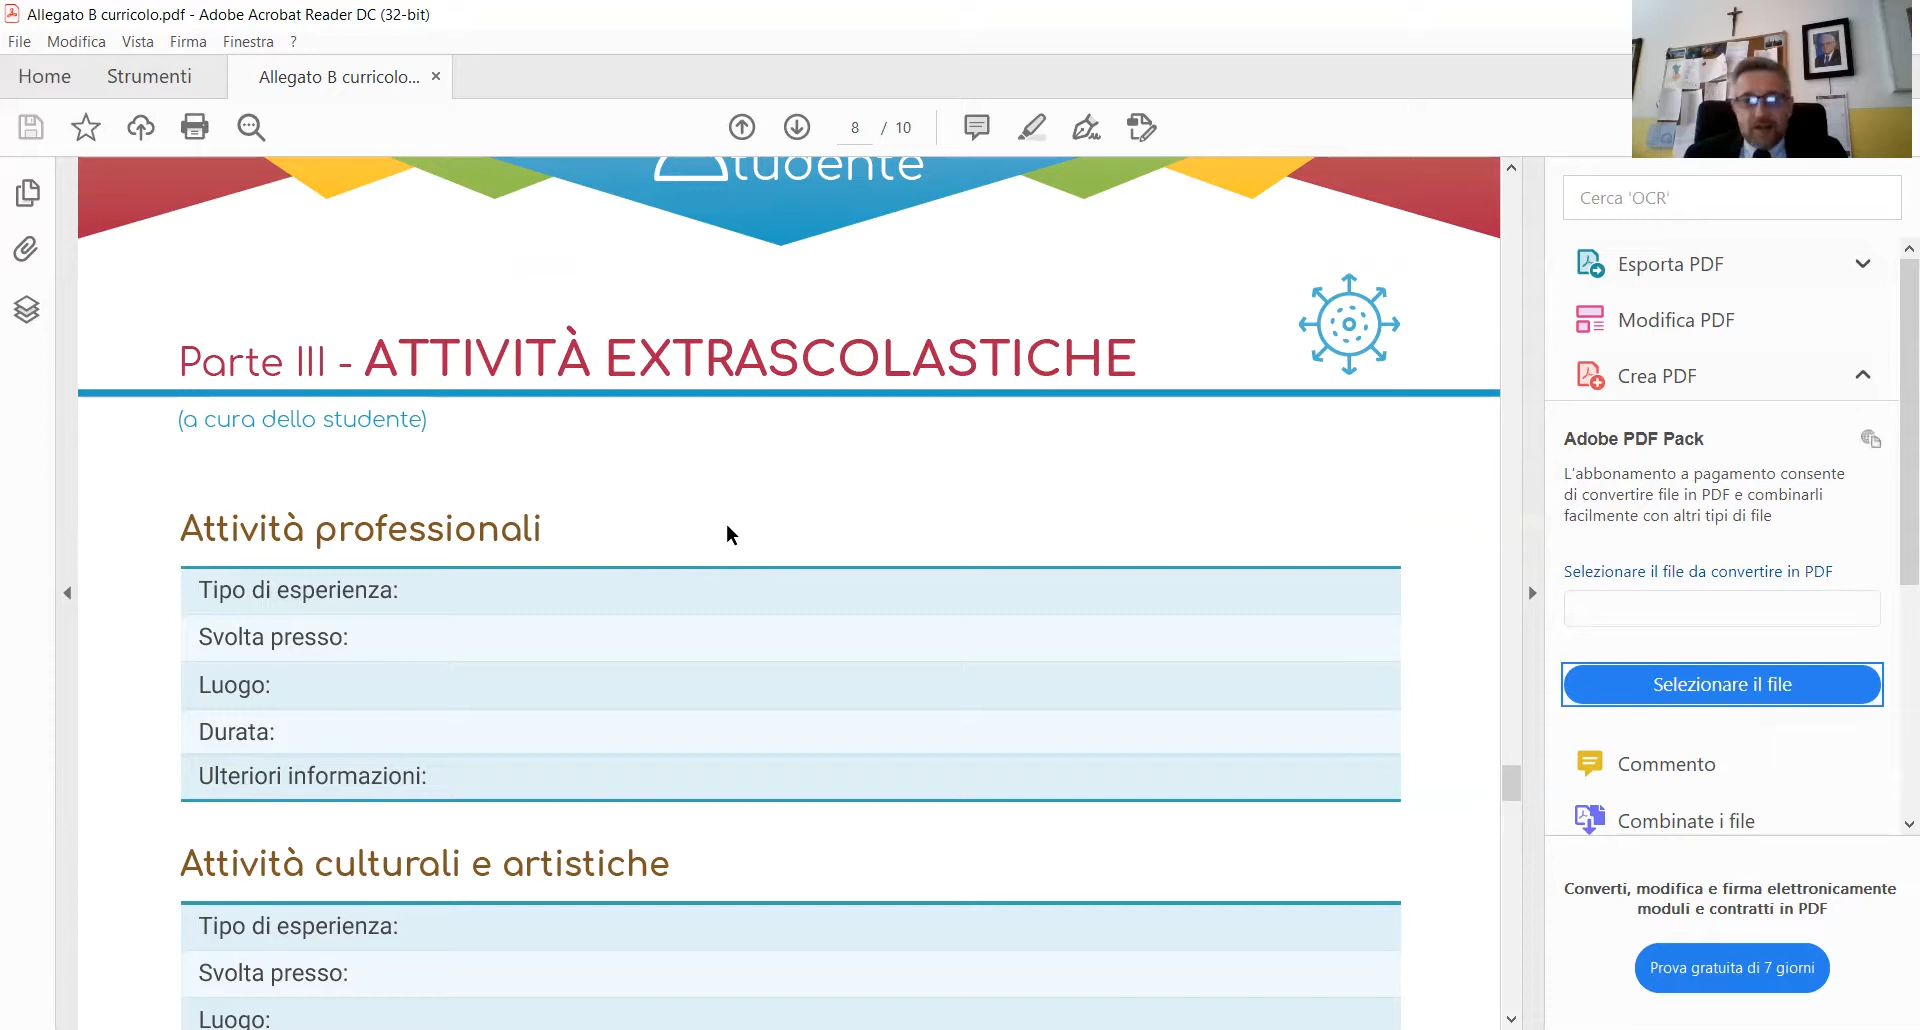 Allegato B curricolo.pdf - Adobe Acrobat Reader DC (32-bit)
File Modifica Vista Firma Finestra ?
Home Strumenti Allegato B curricolo... ×
8 / 10
Studente
Parte III - ATTIVITÀ EXTRASCOLASTICHE
(a cura dello studente)
Attività professionali
Tipo di esperienza:
Svolta presso:
Luogo:
Durata:
Ulteriori informazioni:
Attività culturali e artistiche
Tipo di esperienza:
Svolta presso:
Luogo:
Cerca 'OCR'
Esporta PDF
Modifica PDF
Crea PDF
Adobe PDF Pack
L'abbonamento a pagamento consente
di convertire file in PDF e combinarli
facilmente con altri tipi di file
Selezionare il file da convertire in PDF
Selezionare il file
Commento
Combinate i file
Converti, modifica e firma elettronicamente
moduli e contratti in PDF
Prova gratuita di 7 giorni